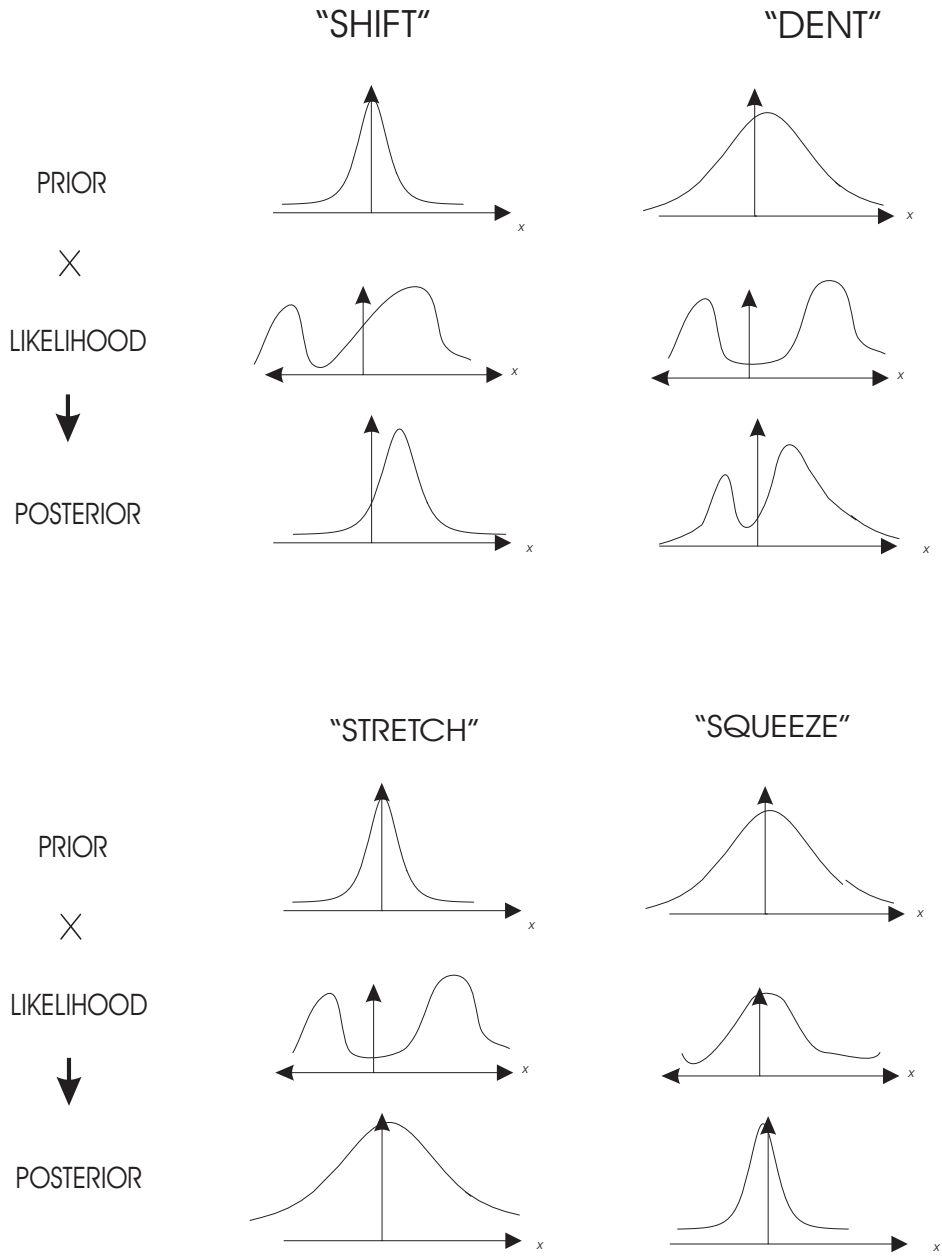 "SHIFT"
"DENT"
PRIOR
x
x
X
LIKELIHOOD
x
x
POSTERIOR
x
x
"STRETCH"
"SQUEEZE"
PRIOR
x
x
X
LIKELIHOOD
x
x
POSTERIOR
x
x